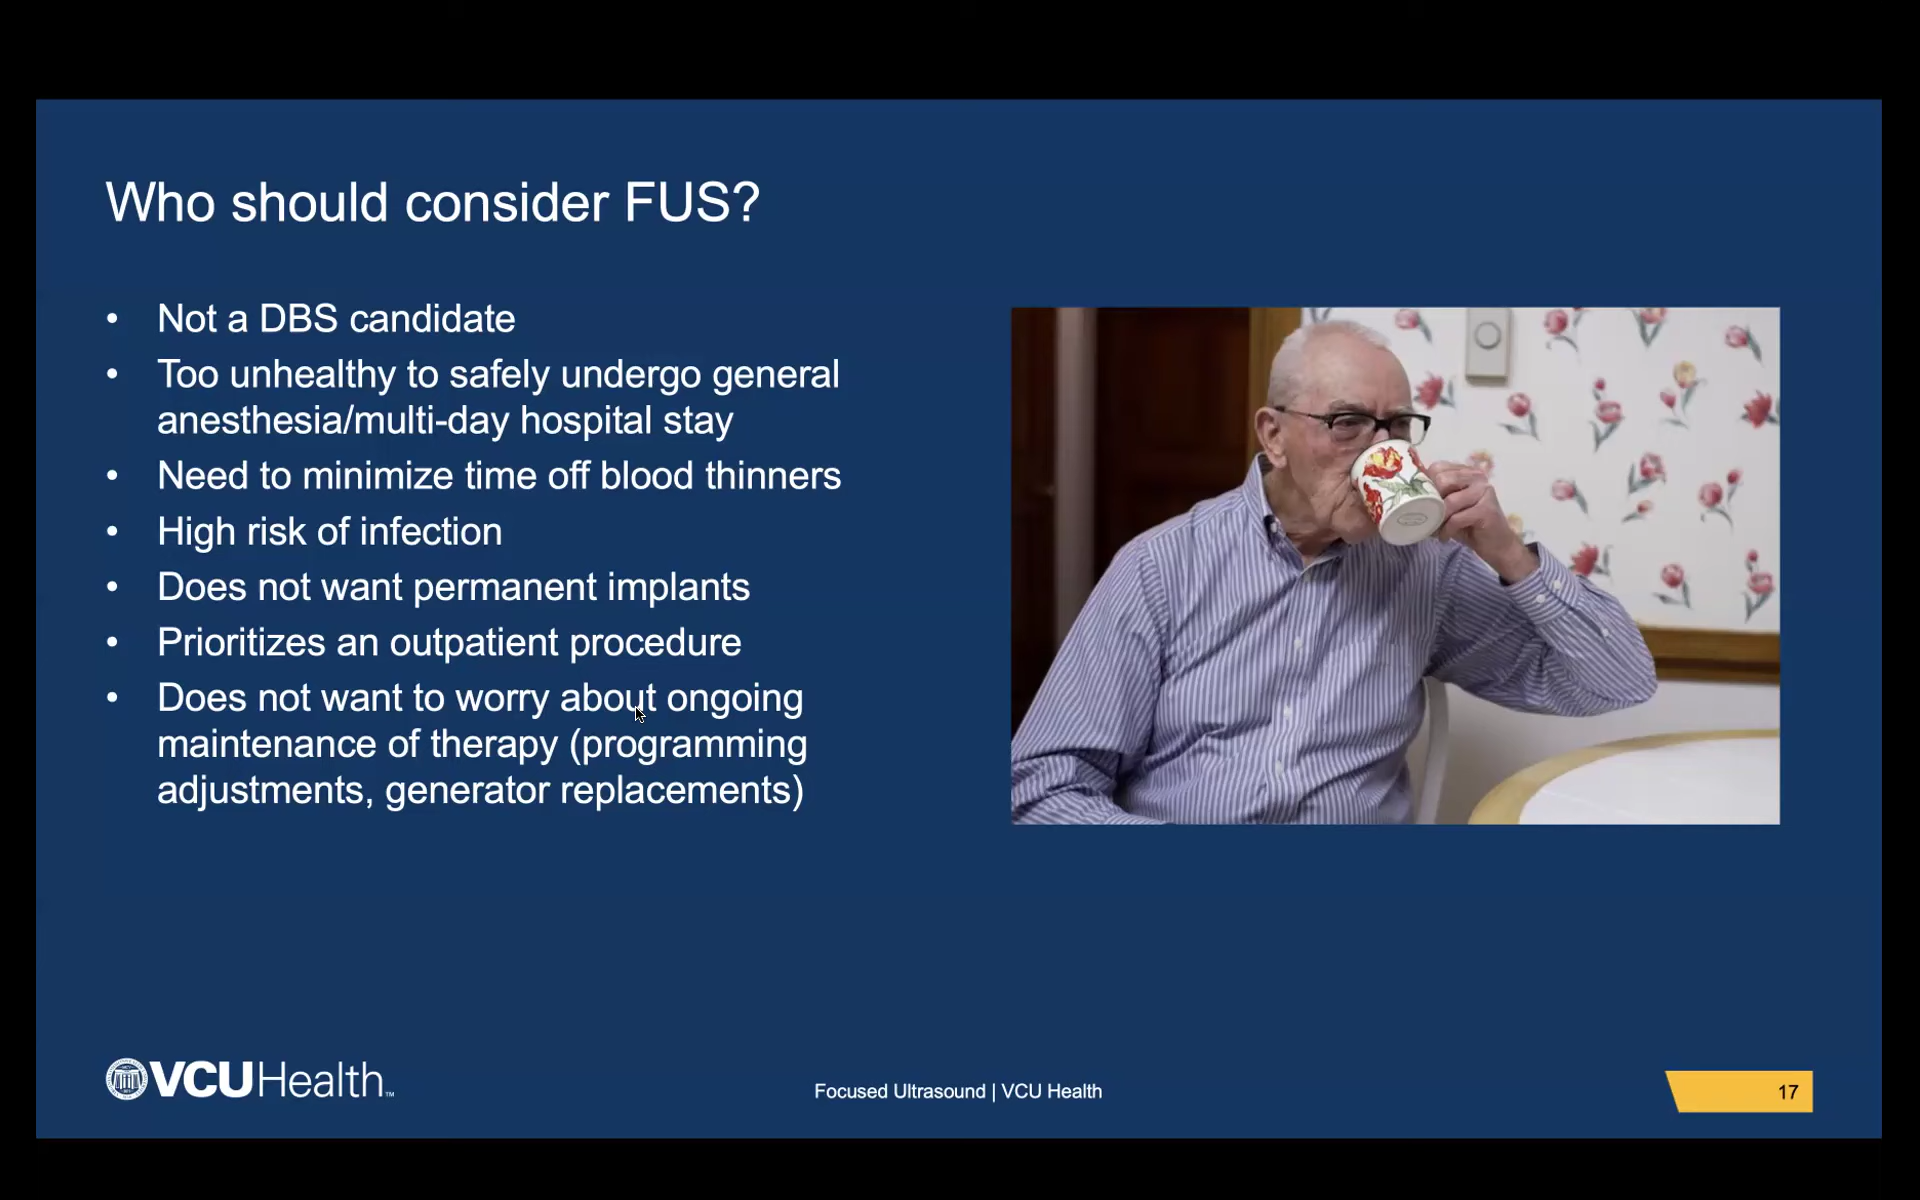 Who should consider FUS?
• Not a DBS candidate
• Too unhealthy to safely undergo general
anesthesia/multi-day hospital stay
• Need to minimize time off blood thinners
• High risk of infection
• Does not want permanent implants
• Prioritizes an outpatient procedure
• Does not want to worry about ongoing
maintenance of therapy (programming
adjustments, generator replacements)
VCUHealth™
Focused Ultrasound | VCU Health
17